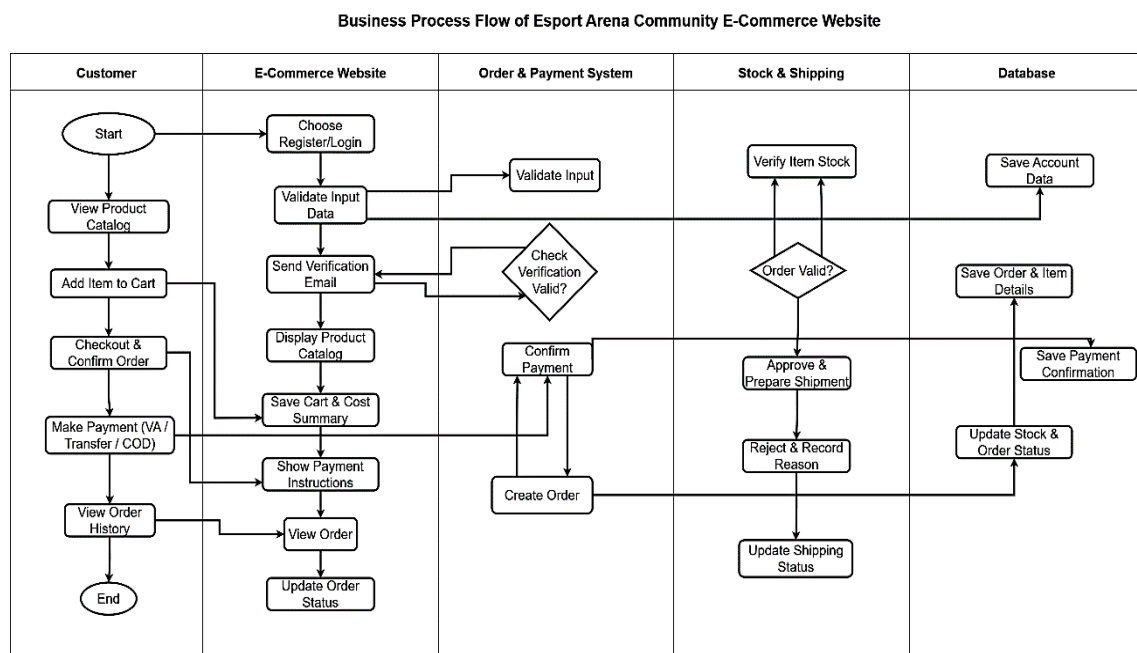 Business Process Flow of Esport Arena Community E-Commerce Website
Customer
E-Commerce Website
Order & Payment System
Stock & Shipping
Database
Start
View Product
Catalog
Add Item to Cart
Checkout &
Confirm Order
Make Payment (VA /
Transfer / COD)
View Order
History
End
Choose
Register/Login
Validate Input
Data
Send Verification
Email
Display Product
Catalog
Save Cart & Cost
Summary
Show Payment
Instructions
View Order
Update Order
Status
Validate Input
Check
Verification
Valid?
Confirm
Payment
Create Order
Verify Item Stock
Order Valid?
Approve &
Prepare Shipment
Reject & Record
Reason
Update Shipping
Status
Save Account
Data
Save Order & Item
Details
Save Payment
Confirmation
Update Stock &
Order Status